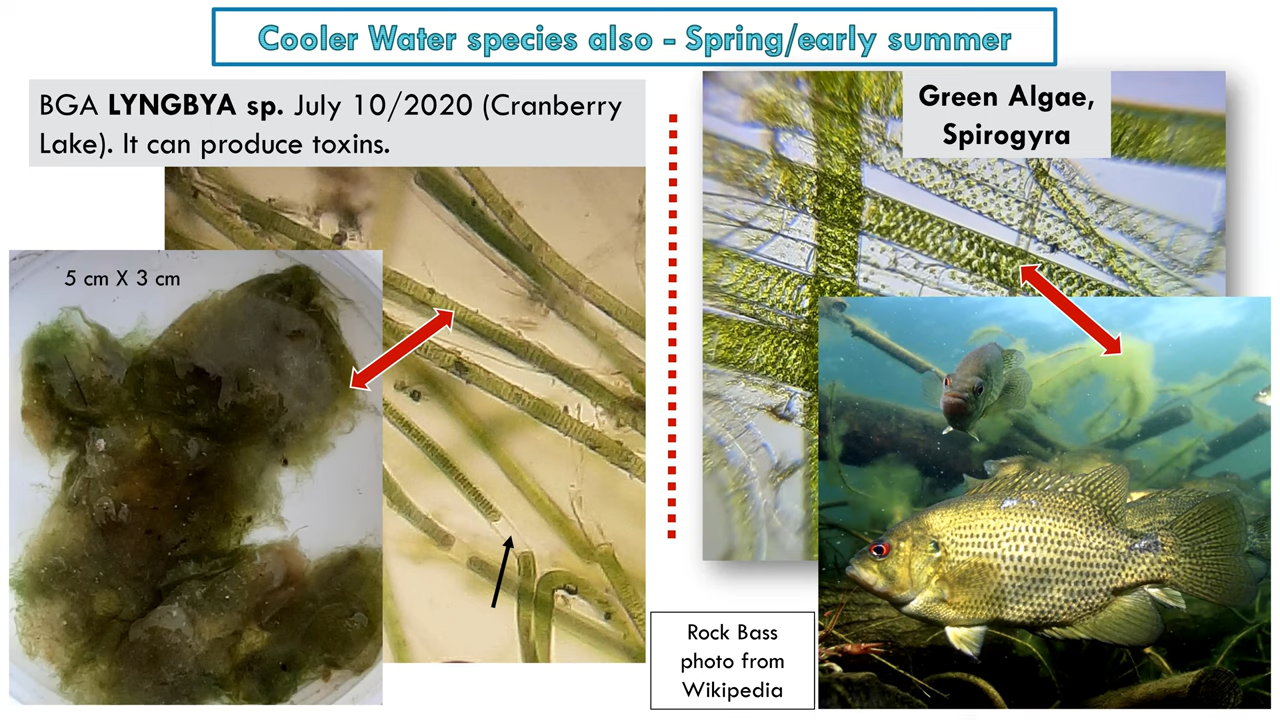 Cooler Water species also - Spring/early summer
BGA LYNGBYA sp. July 10/2020 (Cranberry
Lake). It can produce toxins.
5 cm X 3 cm
Green Algae,
Spirogyra
Rock Bass
photo from
Wikipedia